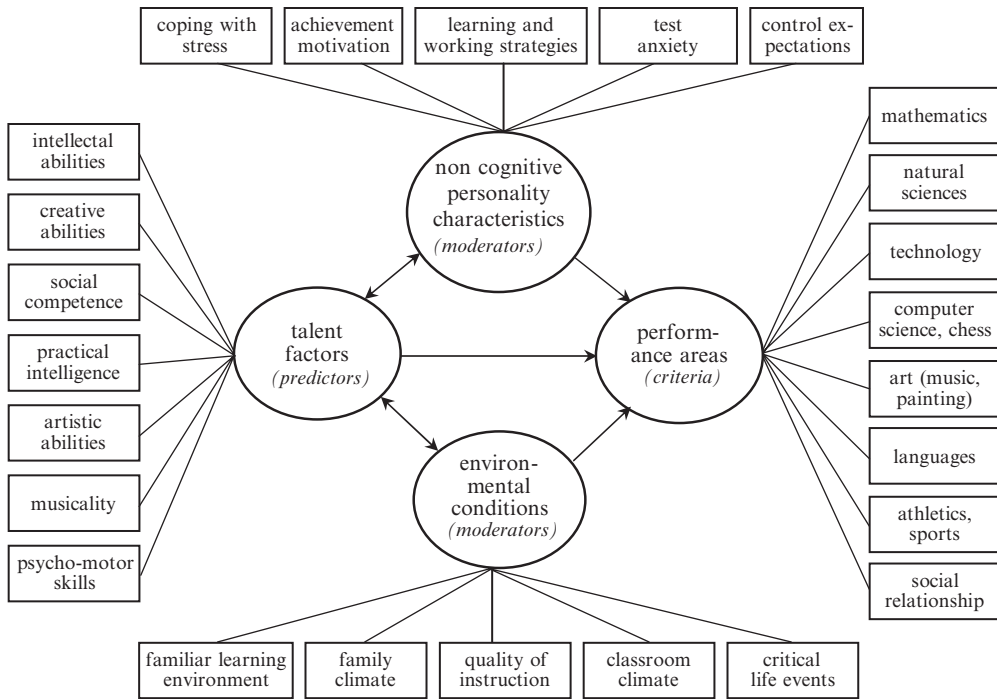 coping with
stress
achievement
motivation
learning and
working strategies
test
anxiety
control ex-
pectations
intellectal
abilities
creative
abilities
social
competence
practical
intelligence
artistic
abilities
musicality
psycho-motor
skills
non cognitive
personality
characteristics
(moderators)
talent
factors
(predictors)
perform-
ance areas
(criteria)
environ-
mental
conditions
(moderators)
mathematics
natural
sciences
technology
computer
science, chess
art (music,
painting)
languages
athletics,
sports
social
relationship
familiar learning
environment
family
climate
quality of
instruction
classroom
climate
critical
life events